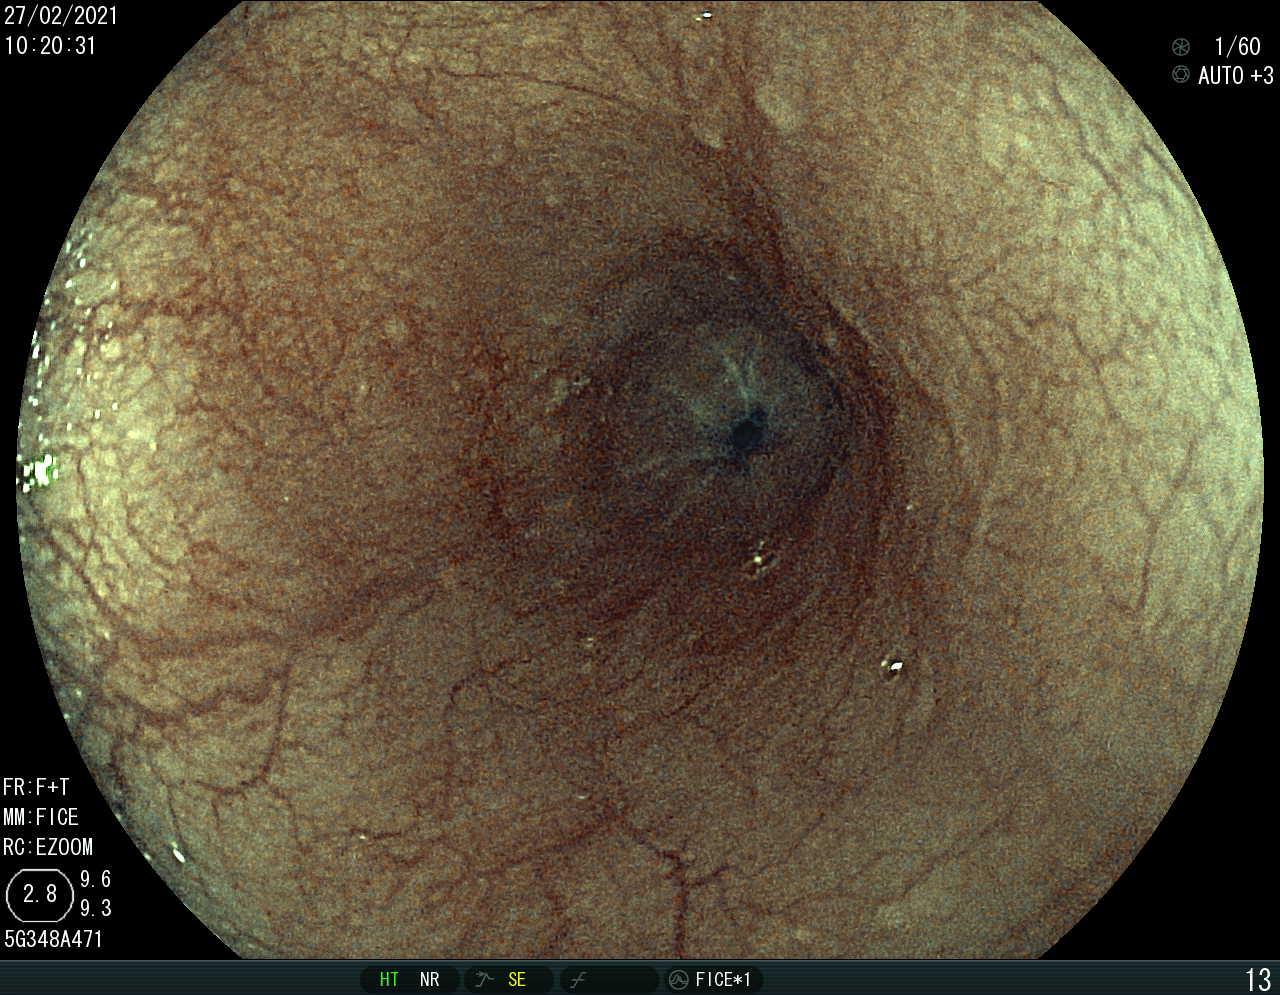 27/02/2021
10:20:31
1/60
AUTO +3
FR:F+T
MM:FICE
RC:EZOOM
2.8 9.6
9.3
5G348A471
HT NR SE FICE*1 13